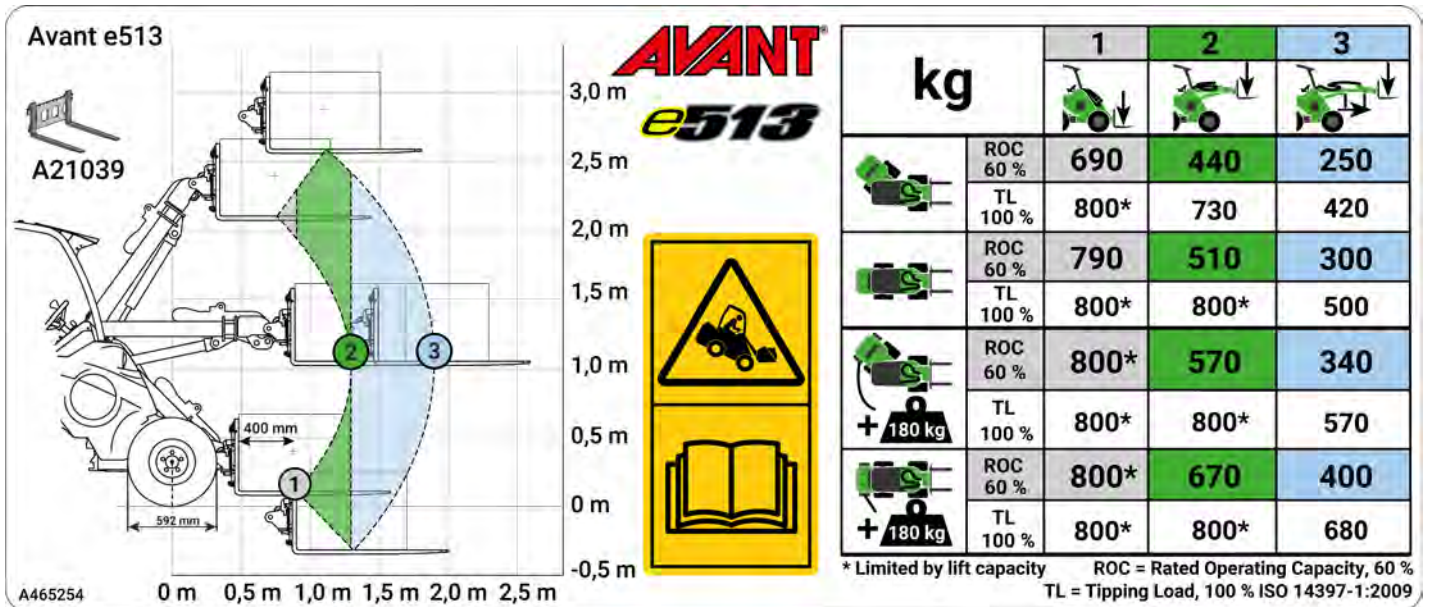 Avant e513
A21039
3,0 m
2,5 m
2,0 m
1,5 m
1,0 m
0,5 m
0 m
-0,5 m
2
3
400 mm
1
592 mm
A465254
0 m 0,5 m 1,0 m 1,5 m 2,0 m 2,5 m
AVANT
e513
kg
1 2 3
ROC 60 % 690 440 250
TL 100 % 800* 730 420
ROC 60 % 790 510 300
TL 100 % 800* 800* 500
ROC 60 % 800* 570 340
+ 180 kg TL 100 % 800* 800* 570
ROC 60 % 800* 670 400
+ 180 kg TL 100 % 800* 800* 680
* Limited by lift capacity ROC = Rated Operating Capacity, 60 %
TL = Tipping Load, 100 % ISO 14397-1:2009